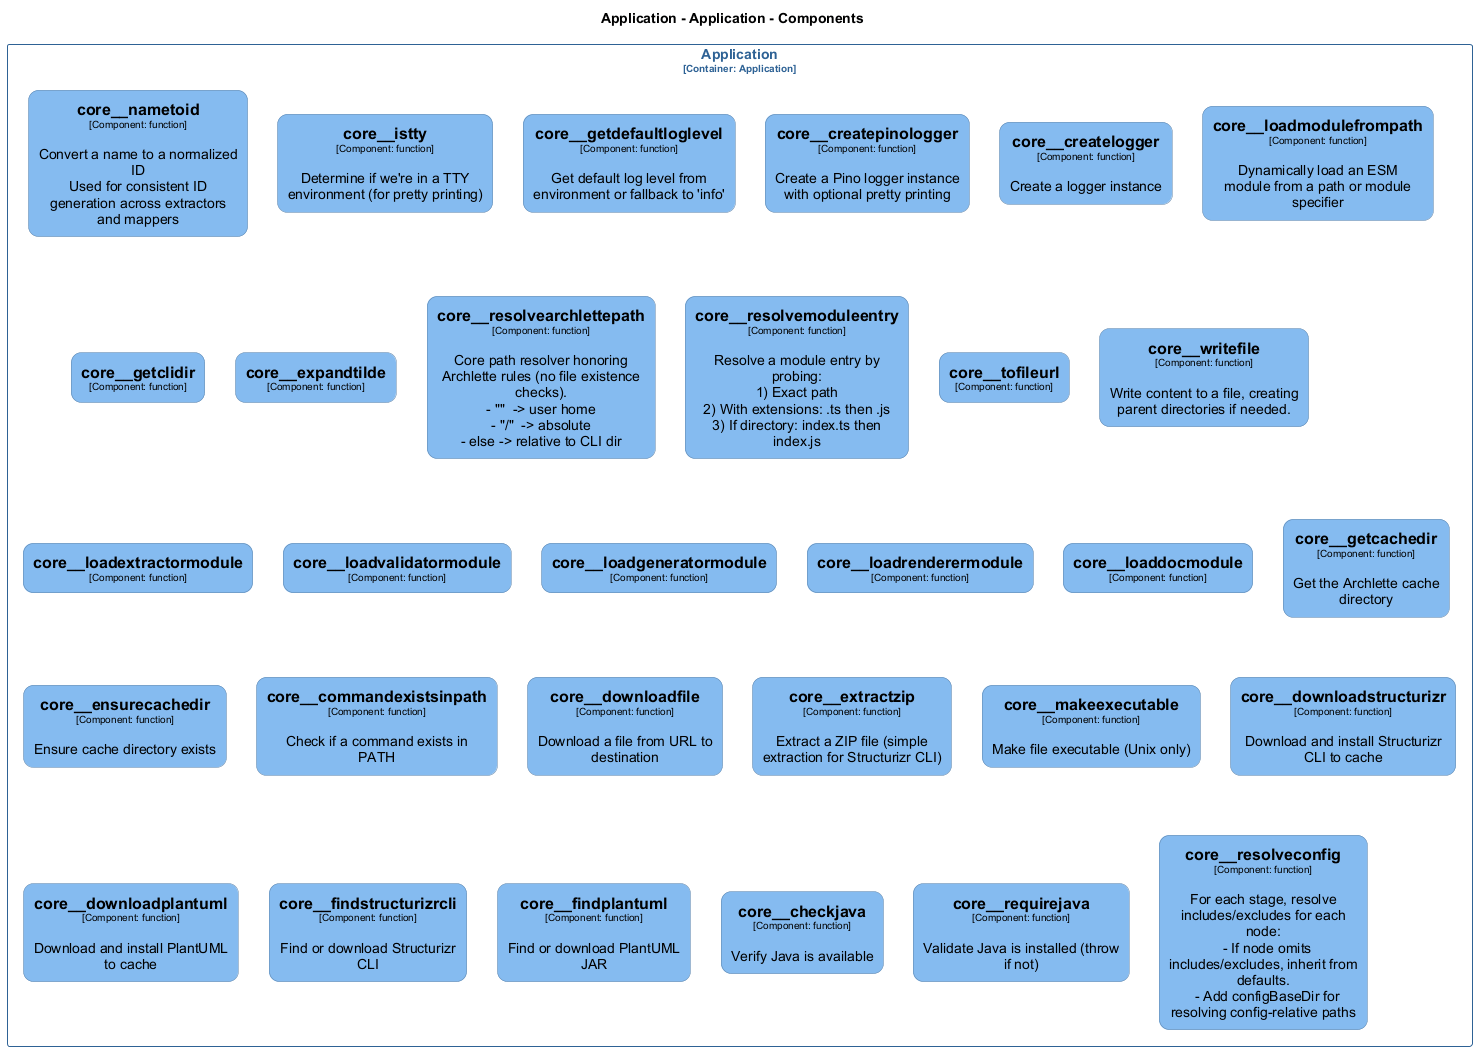 Application - Application - Components
Application
[Container: Application]
core__nametoid
[Component: function]
Convert a name to a normalized
ID
Used for consistent ID
generation across extractors
and mappers
core__istty
[Component: function]
Determine if we're in a TTY
environment (for pretty printing)
core__getdefaultloglevel
[Component: function]
Get default log level from
environment or fallback to 'info'
core__createpinologger
[Component: function]
Create a Pino logger instance
with optional pretty printing
core__createlogger
[Component: function]
Create a logger instance
core__loadmodulefrompath
[Component: function]
Dynamically load an ESM
module from a path or module
specifier
core__getclidir
[Component: function]
core__expandtilde
[Component: function]
core__resolvearchlettepath
[Component: function]
Core path resolver honoring
Archlette rules (no file existence
checks).
- "" -> user home
- "/" -> absolute
- else -> relative to CLI dir
core__resolvemoduleentry
[Component: function]
Resolve a module entry by
probing:
1) Exact path
2) With extensions: .ts then .js
3) If directory: index.ts then
index.js
core__tofileurl
[Component: function]
core__writefile
[Component: function]
Write content to a file, creating
parent directories if needed.
core__loadextractormodule
[Component: function]
core__loadvalidatormodule
[Component: function]
core__loadgeneratormodule
[Component: function]
core__loadrenderermodule
[Component: function]
core__loaddocmodule
[Component: function]
core__getcachedir
[Component: function]
Get the Archlette cache
directory
core__ensurecachedir
[Component: function]
Ensure cache directory exists
core__commandexistsinpath
[Component: function]
Check if a command exists in
PATH
core__downloadfile
[Component: function]
Download a file from URL to
destination
core__extractzip
[Component: function]
Extract a ZIP file (simple
extraction for Structurizr CLI)
core__makeexecutable
[Component: function]
Make file executable (Unix only)
core__downloadstructurizr
[Component: function]
Download and install Structurizr
CLI to cache
core__downloadplantuml
[Component: function]
Download and install PlantUML
to cache
core__findstructurizrcli
[Component: function]
Find or download Structurizr
CLI
core__findplantuml
[Component: function]
Find or download PlantUML
JAR
core__checkjava
[Component: function]
Verify Java is available
core__requirejava
[Component: function]
Validate Java is installed (throw
if not)
core__resolveconfig
[Component: function]
For each stage, resolve
includes/excludes for each
node:
- If node omits
includes/excludes, inherit from
defaults.
- Add configBaseDir for
resolving config-relative paths